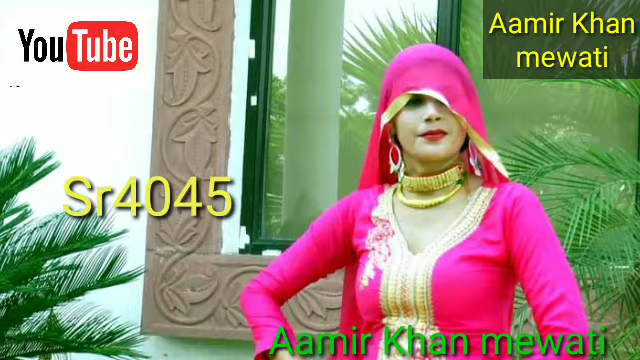 YouTube
Aamir Khan
mewati
Sr4045
Aamir Khan mewati